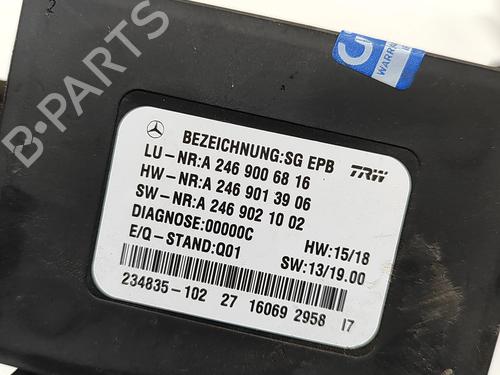 B-PARTS
WARRAN
BEZEICHNUNG:SG EPB
TRW
LU-NR:A 246 900 68 16
HW-NR:A 246 901 39 06
SW-NR:A 246 902 10 02
DIAGNOSE:00000C
HW:15/18
E/Q-STAND:Q01
SW:13/19.00
234835-102 27 16069 2958 I7